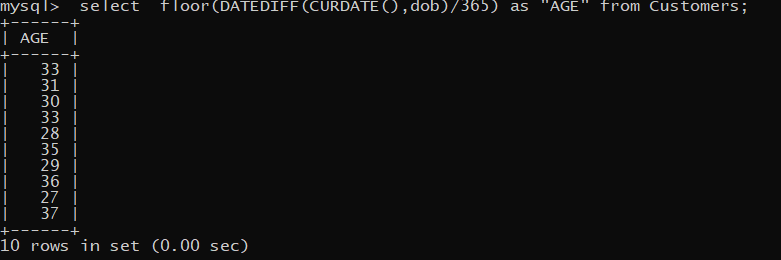 mysql>  select  floor(DATEDIFF(CURDATE(),dob)/365) as "AGE" from Customers;
+------+
| AGE  |
+------+
|   33 |
|   31 |
|   30 |
|   33 |
|   28 |
|   35 |
|   29 |
|   36 |
|   27 |
|   37 |
+------+
10 rows in set (0.00 sec)